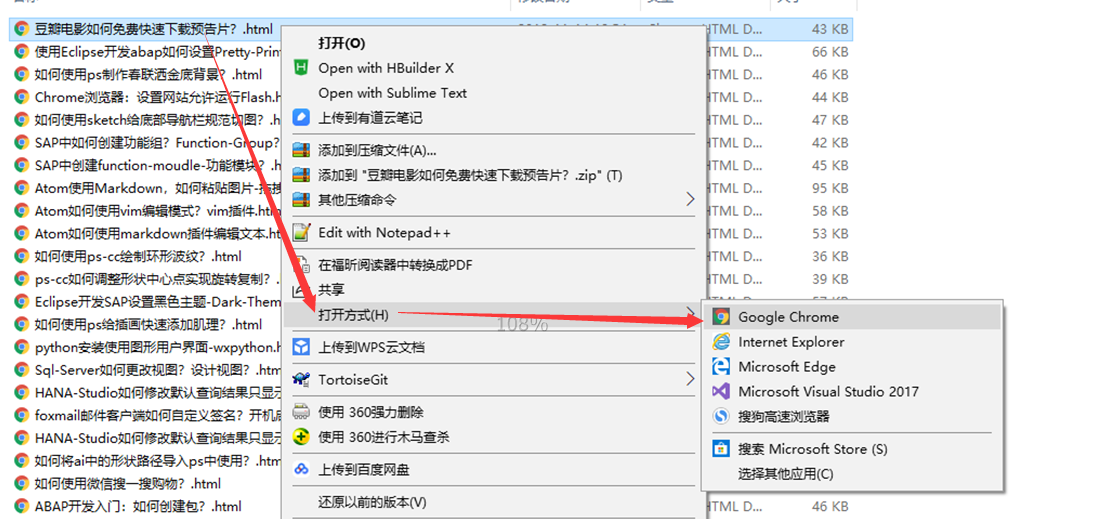 豆瓣电影如何免费快速下载预告片？.html HTML D... 43 KB
使用Eclipse开发abap如何设置Pretty-Prin HTML D... 66 KB
如何使用ps制作春联洒金底背景？.html HTML D... 46 KB
Chrome浏览器：设置网站允许运行Flash.h HTML D... 44 KB
如何使用sketch给底部导航栏规范切图？.h HTML D... 47 KB
SAP中如何创建功能组？Function-Group? HTML D... 42 KB
SAP中创建function-moudle-功能模块？. HTML D... 45 KB
Atom使用Markdown，如何粘贴图片-拖拽 HTML D... 95 KB
Atom如何使用vim编辑模式？vim插件.htm HTML D... 58 KB
Atom如何使用markdown插件编辑文本.ht HTML D... 53 KB
如何使用ps-cc绘制环形波纹？.html HTML D... 36 KB
ps-cc如何调整形状中心点实现旋转复制？. HTML D... 39 KB
Eclipse开发SAP设置黑色主题-Dark-Them
如何使用ps给插画快速添加肌理？.html
python安装使用图形用户界面-wxpython.h
Sql-Server如何更改视图？设计视图？.htm
HANA-Studio如何修改默认查询结果只显示
foxmail邮件客户端如何自定义签名？开机启
HANA-Studio如何修改默认查询结果只显示
如何将ai中的形状路径导入ps中使用？.htm
如何使用微信搜一搜购物？.html
ABAP开发入门：如何创建包？.html HTML D... 46 KB
打开(O)
Open with HBuilder X
Open with Sublime Text
上传到有道云笔记
添加到压缩文件(A)...
添加到 "豆瓣电影如何免费快速下载预告片？.zip" (T)
其他压缩命令
Edit with Notepad++
在福昕阅读器中转换成PDF
共享
打开方式(H)
108%
上传到WPS云文档
TortoiseGit
使用 360强力删除
使用 360进行木马查杀
上传到百度网盘
还原以前的版本(V)
Google Chrome
Internet Explorer
Microsoft Edge
Microsoft Visual Studio 2017
搜狗高速浏览器
搜索 Microsoft Store (S)
选择其他应用(C)